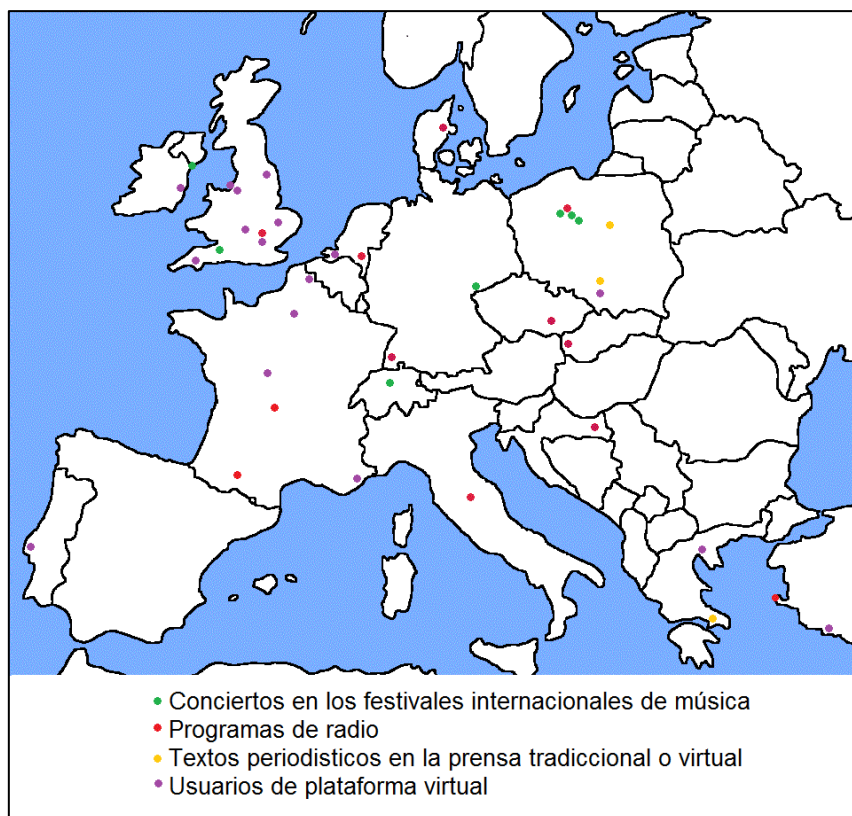 Conciertos en los festivales internacionales de música
Programas de radio
Textos periodisticos en la prensa tradiccional o virtual
Usuarios de plataforma virtual